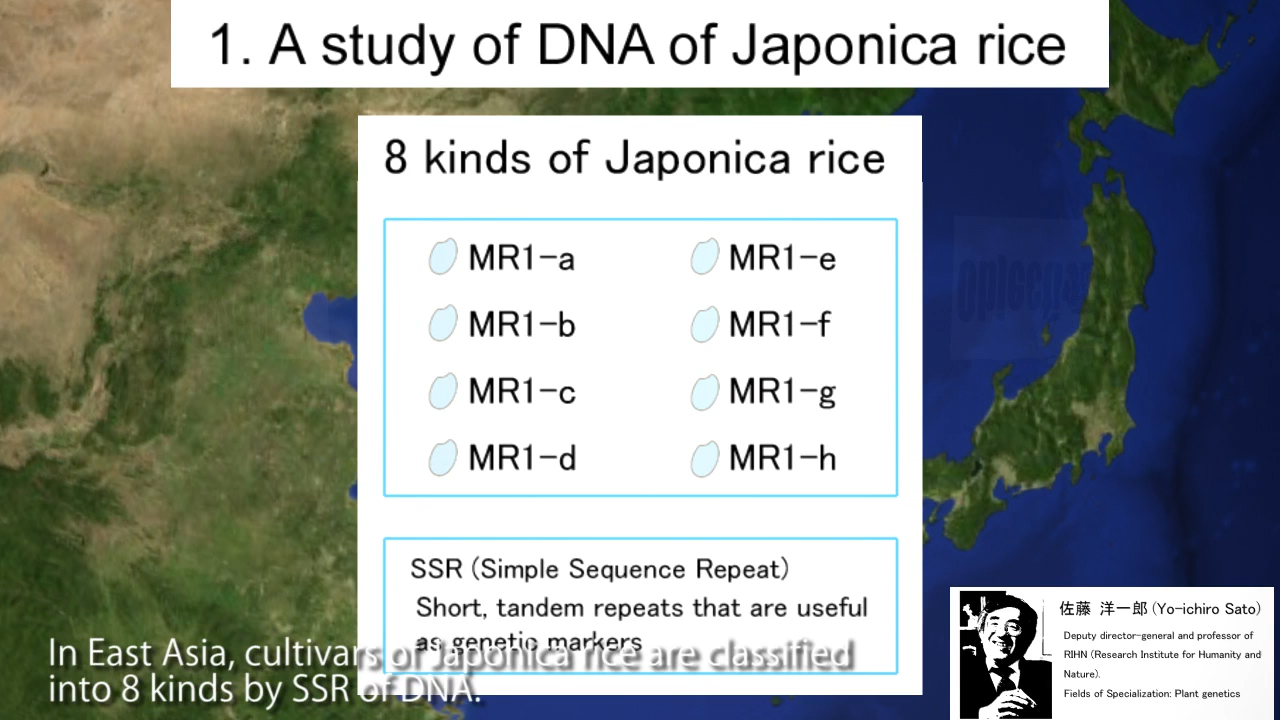 1. A study of DNA of Japonica rice
8 kinds of Japonica rice
MR1-a
MR1-e
MR1-b
MR1-f
MR1-c
MR1-g
MR1-d
MR1-h
SSR (Simple Sequence Repeat)
Short, tandem repeats that are useful
as genetic markers
In East Asia, cultivars of Japonica rice are classified
into 8 kinds by SSR of DNA.
佐藤 洋一郎 (Yo-ichiro Sato)
Deputy director-general and professor of
RIHN (Research Institute for Humanity and
Nature).
Fields of Specialization: Plant genetics